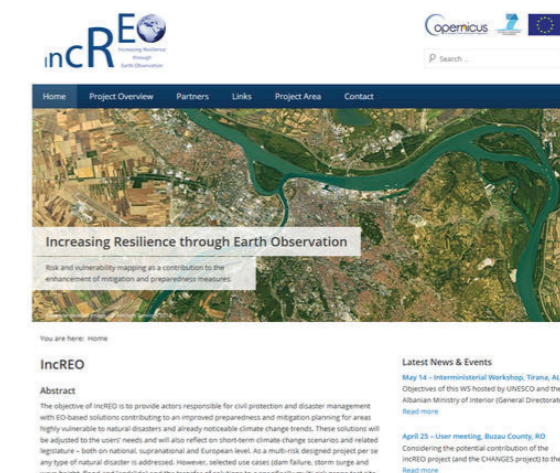 incREO
Increasing Resilience
through
Earth Observation
opernicus
Search ...
Home Project Overview Partners Links Project Area Contact
Increasing Resilience through Earth Observation
Risk and vulnerability mapping as a contribution to the
enhancement of mitigation and preparedness measures.
You are here: Home
IncREO
Abstract
The objective of IncREO is to provide actors responsible for civil protection and disaster management
with EO-based solutions contributing to an improved preparedness and mitigation planning for areas
highly vulnerable to natural disasters and already noticeable climate change trends. These solutions will
be adjusted to the users' needs and will also reflect on short-term climate change scenarios and related
legislature – both on national, supranational and European level. As a multi-risk designed project per se
any type of natural disaster is addressed. However, selected use cases (dam failure, storm surge and
Latest News & Events
May 14 – Interministerial Workshop, Tirana, AL
Objectives of this WS hosted by UNESCO and the
Albanian Ministry of Interior (General Directorate
Read more
April 25 – User meeting, Buzau County, RO
Considering the potential contribution of the
IncREO project (and the CHANGES project) to the
Read more